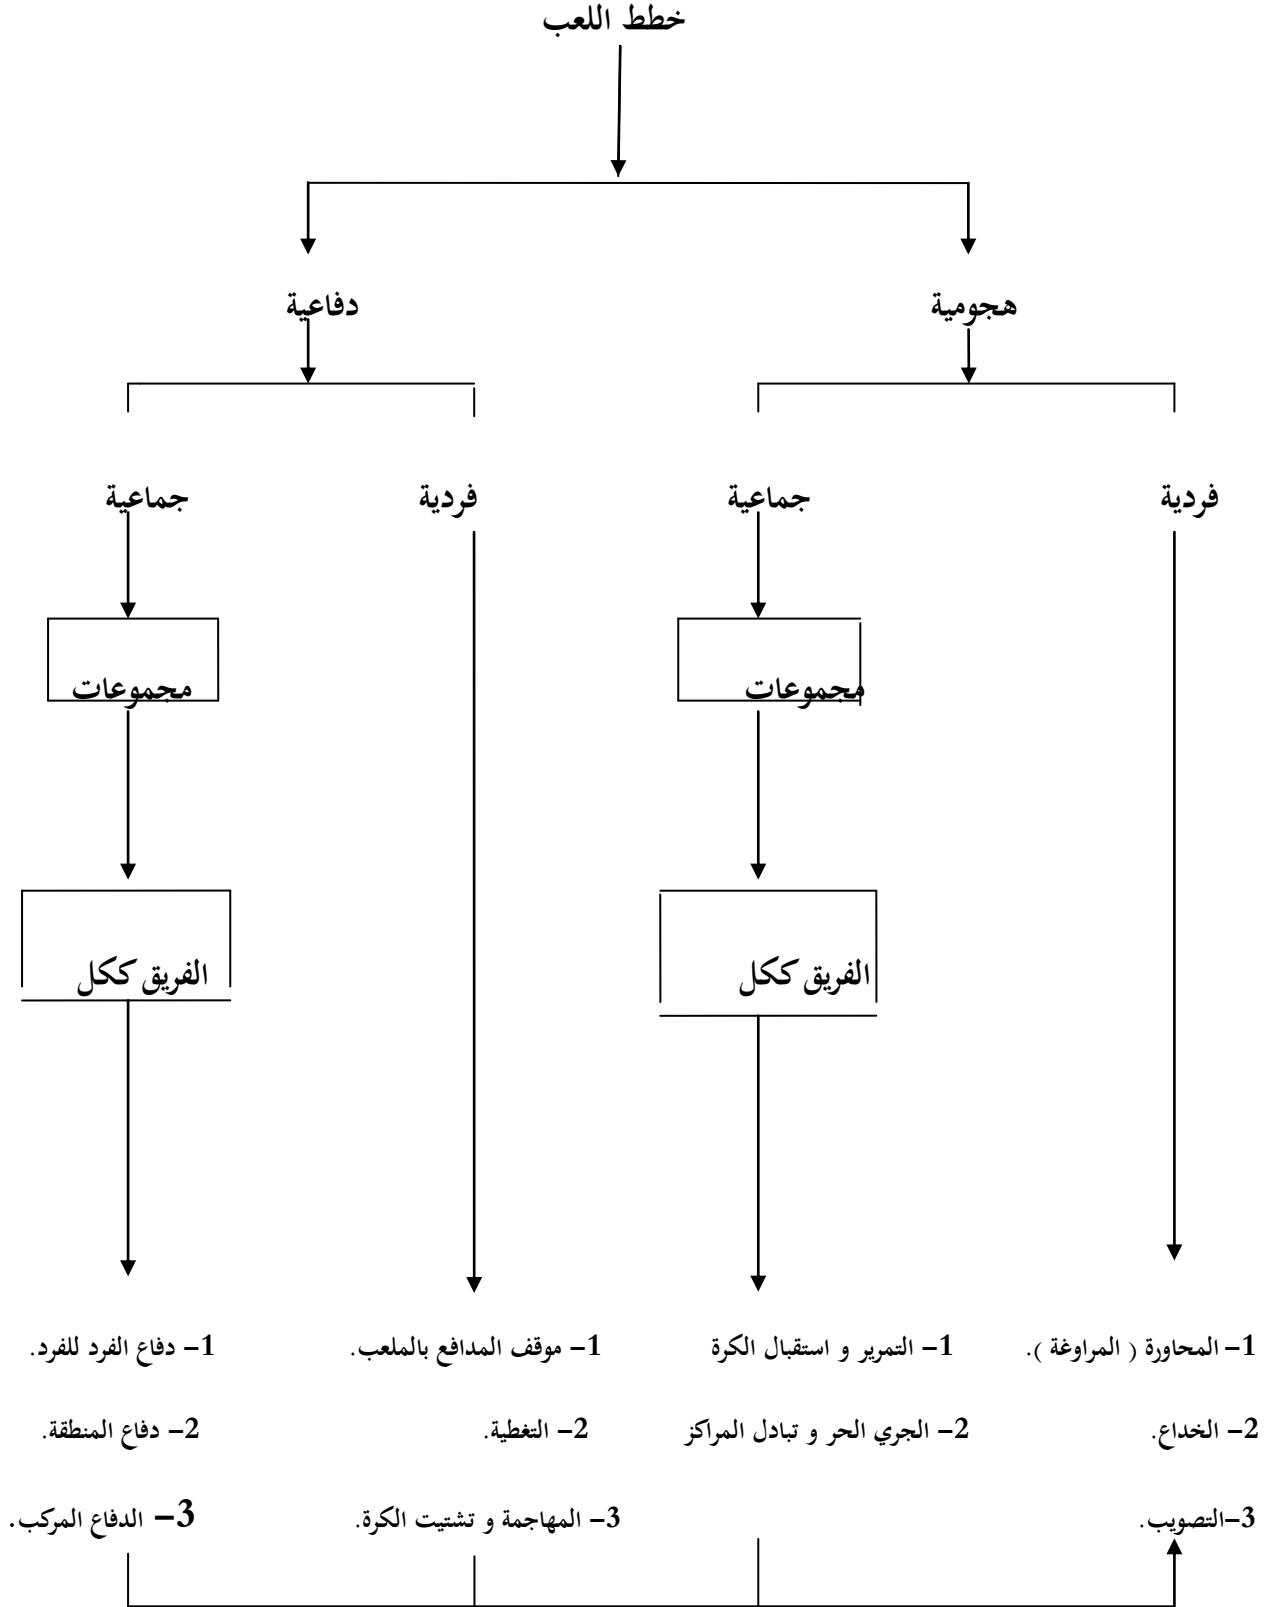 خطط اللعب
هجومية
دفاعية
فردية
جماعية
فردية
جماعية
مجموعات
مجموعات
الفريق ككل
الفريق ككل
1- المحاورة ( المراوغة ).
1- التمرير و استقبال الكرة
1- موقف المدافع بالملعب.
1- دفاع الفرد للفرد.
2- الخداع.
2- الجري الحر و تبادل المراكز
2- التغطية.
2- دفاع المنطقة.
3-التصويب.
3- المهاجمة و تشتيت الكرة.
3- الدفاع المركب.